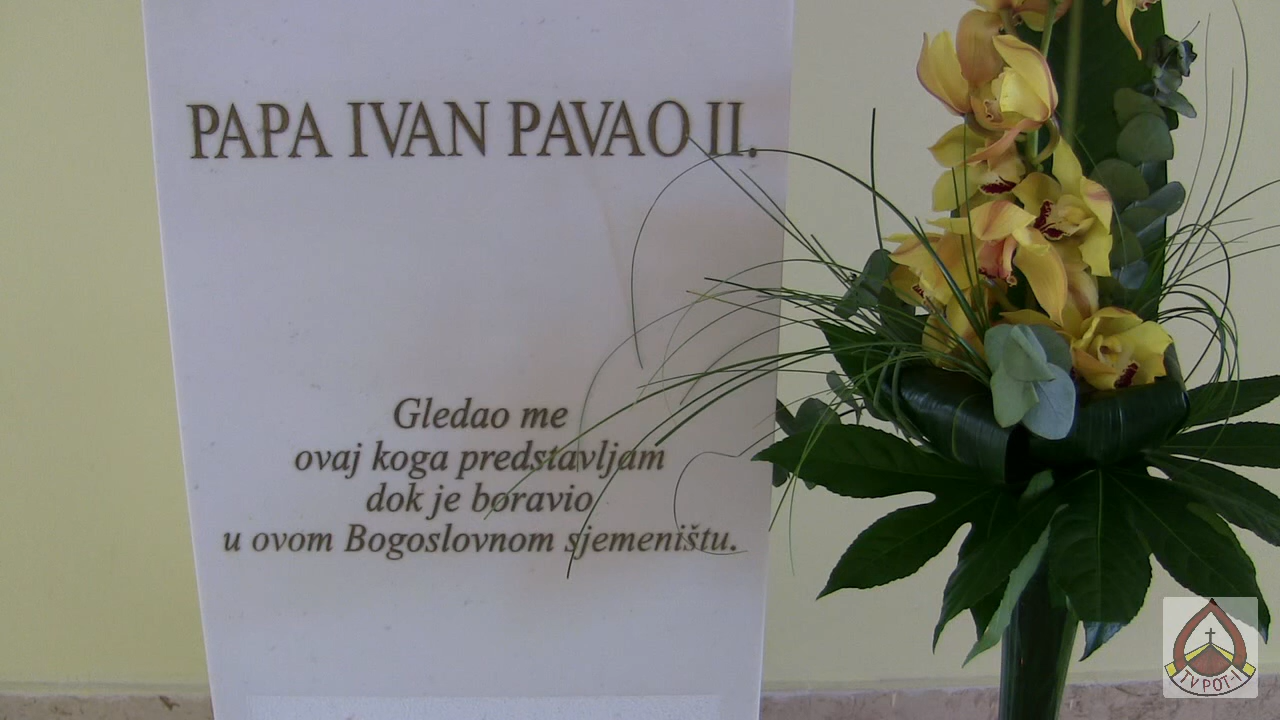 PAPA IVAN PAVAO II.
Gledao me
ovaj koga predstavljam
dok je boravio
u ovom Bogoslovnom sjemeništu.
TV POT-1